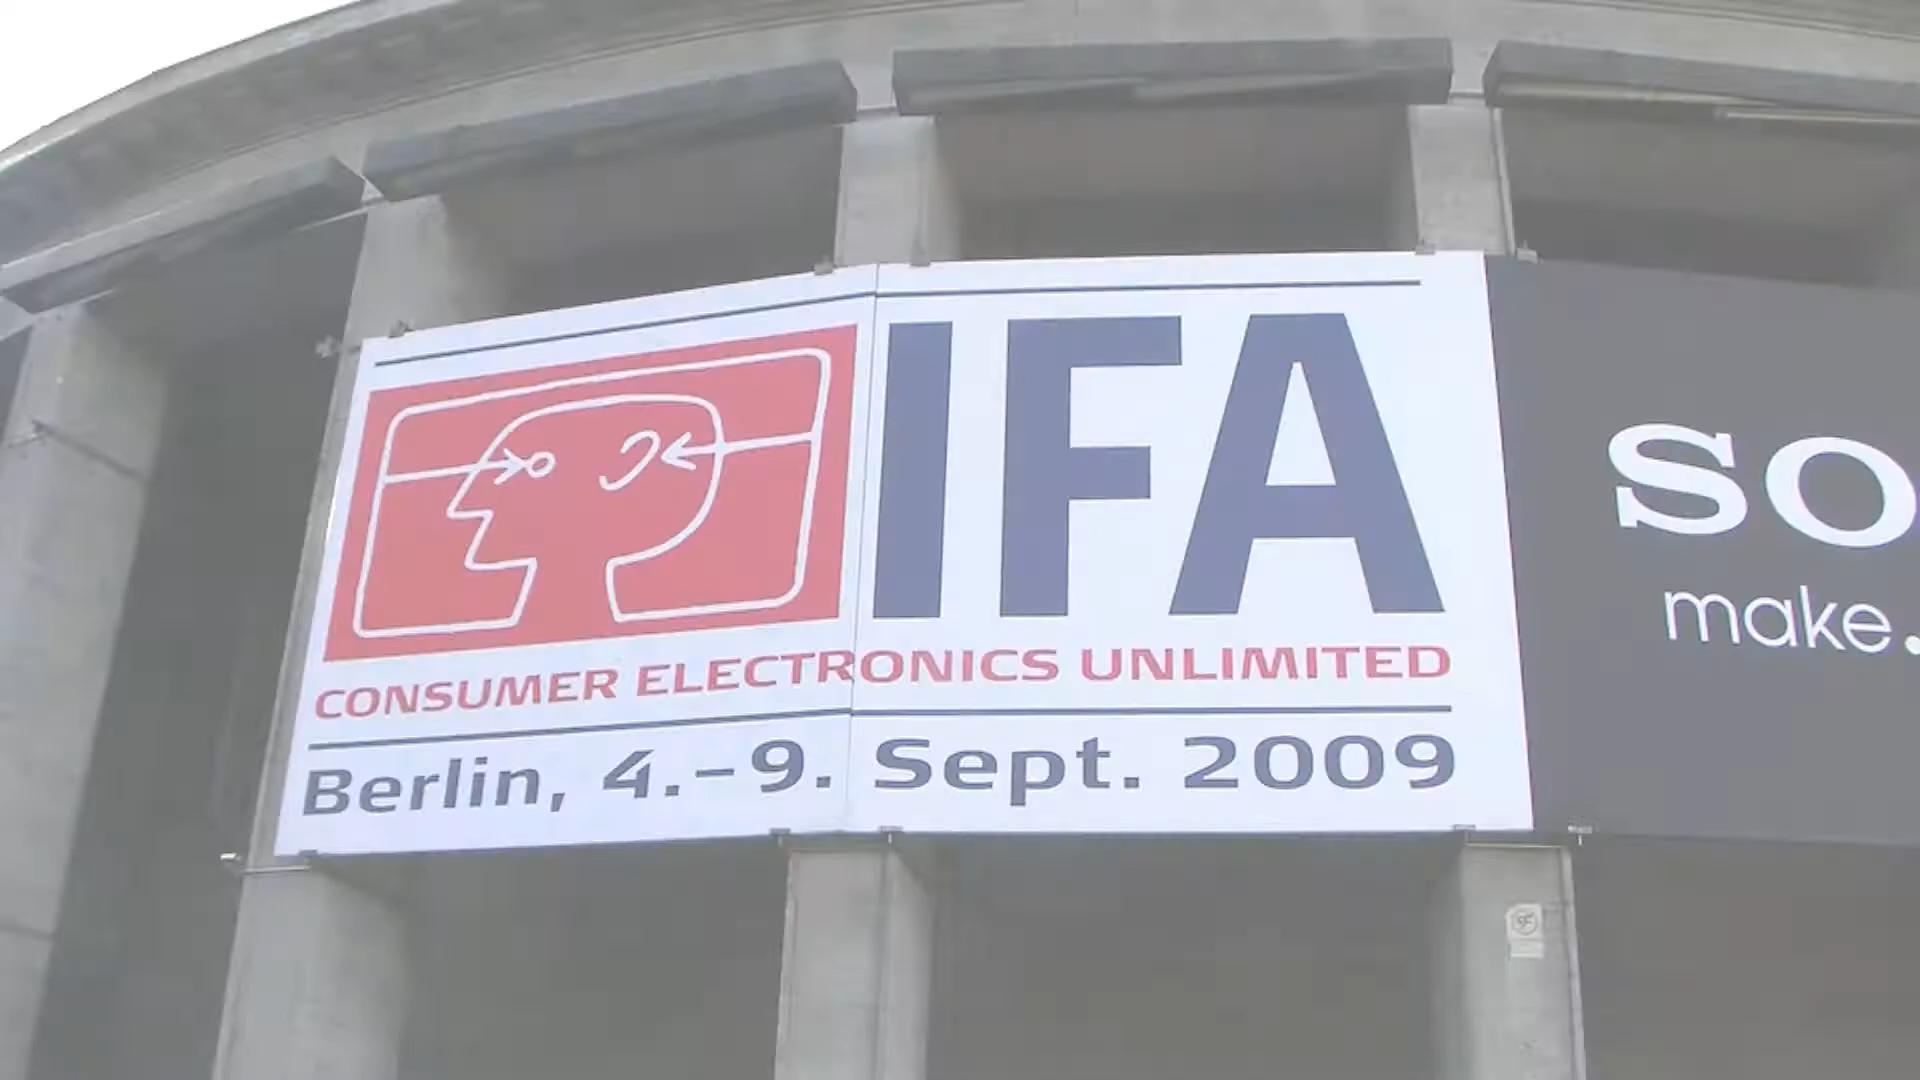 IFA
CONSUMER ELECTRONICS UNLIMITED
Berlin, 4.–9. Sept. 2009
SO
make.